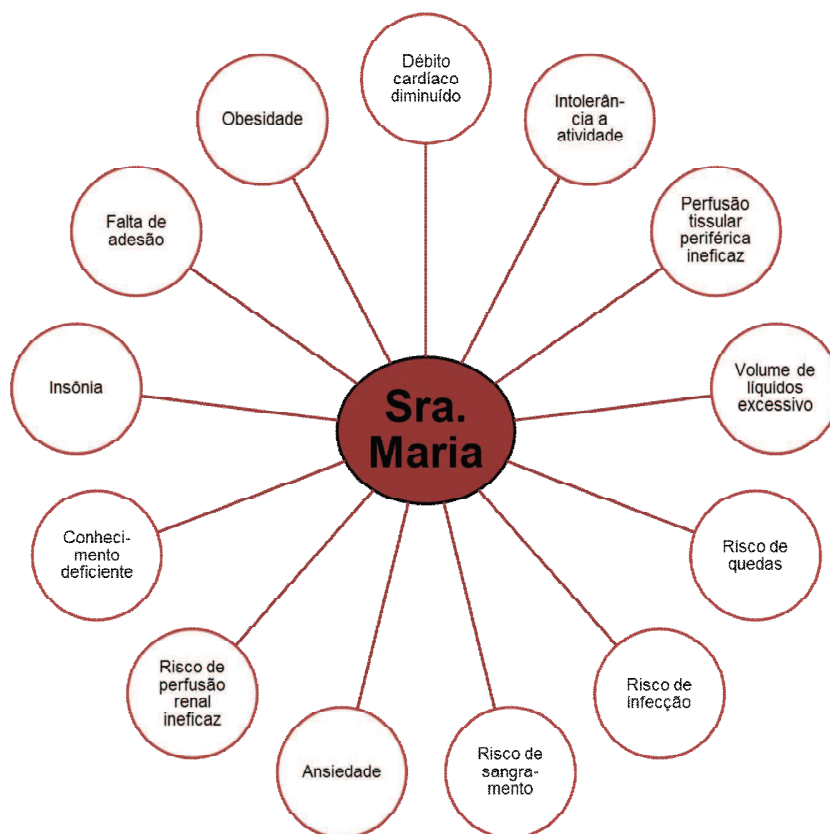 Débito
cardíaco
diminuído
Intolerân-
cia a
atividade
Perfusão
tissular
periférica
ineficaz
Volume de
líquidos
excessivo
Risco de
quedas
Risco de
infecção
Risco de
sangra-
mento
Ansiedade
Risco de
perfusão
renal
ineficaz
Conheci-
mento
deficiente
Insônia
Falta de
adesão
Obesidade
Sra.
Maria